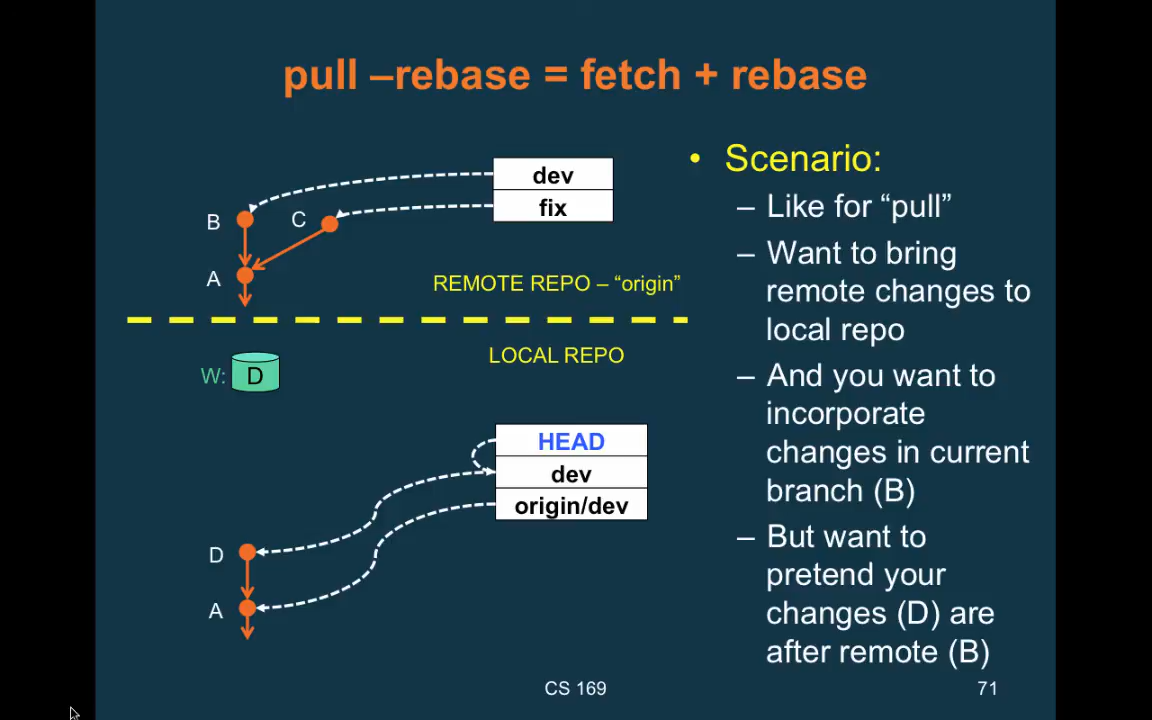 pull –rebase = fetch + rebase
dev
fix
B
C
A
REMOTE REPO – “origin”
LOCAL REPO
W: D
HEAD
dev
origin/dev
D
A
• Scenario:
– Like for “pull”
– Want to bring
remote changes to
local repo
– And you want to
incorporate
changes in current
branch (B)
– But want to
pretend your
changes (D) are
after remote (B)
CS 169
71